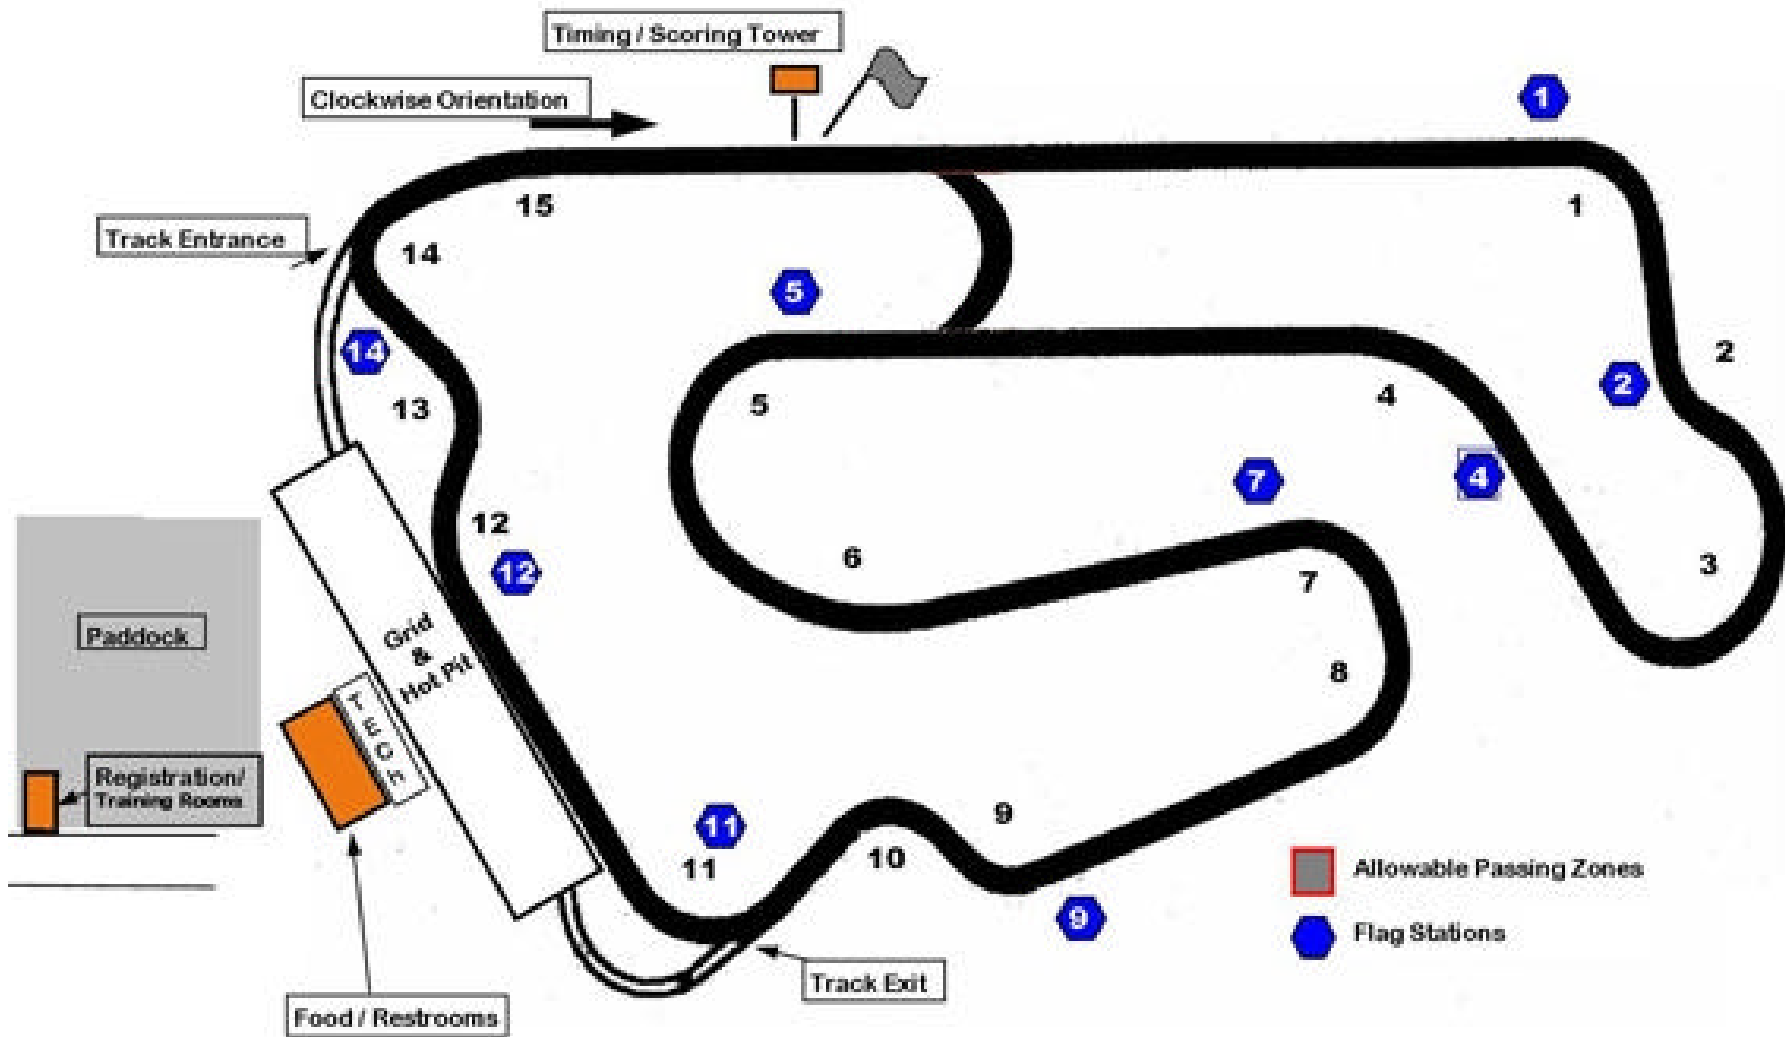 Timing / Scoring Tower
Clockwise Orientation
1
15
1
Track Entrance
14
5
14
2
2
13
5
4
7
4
12
6
12
7
3
Grid
&
Hot Pit
Paddock
8
TECH
Registration/
Training Rooms
11
9
11
10
Allowable Passing Zones
9
Flag Stations
Track Exit
Food / Restrooms